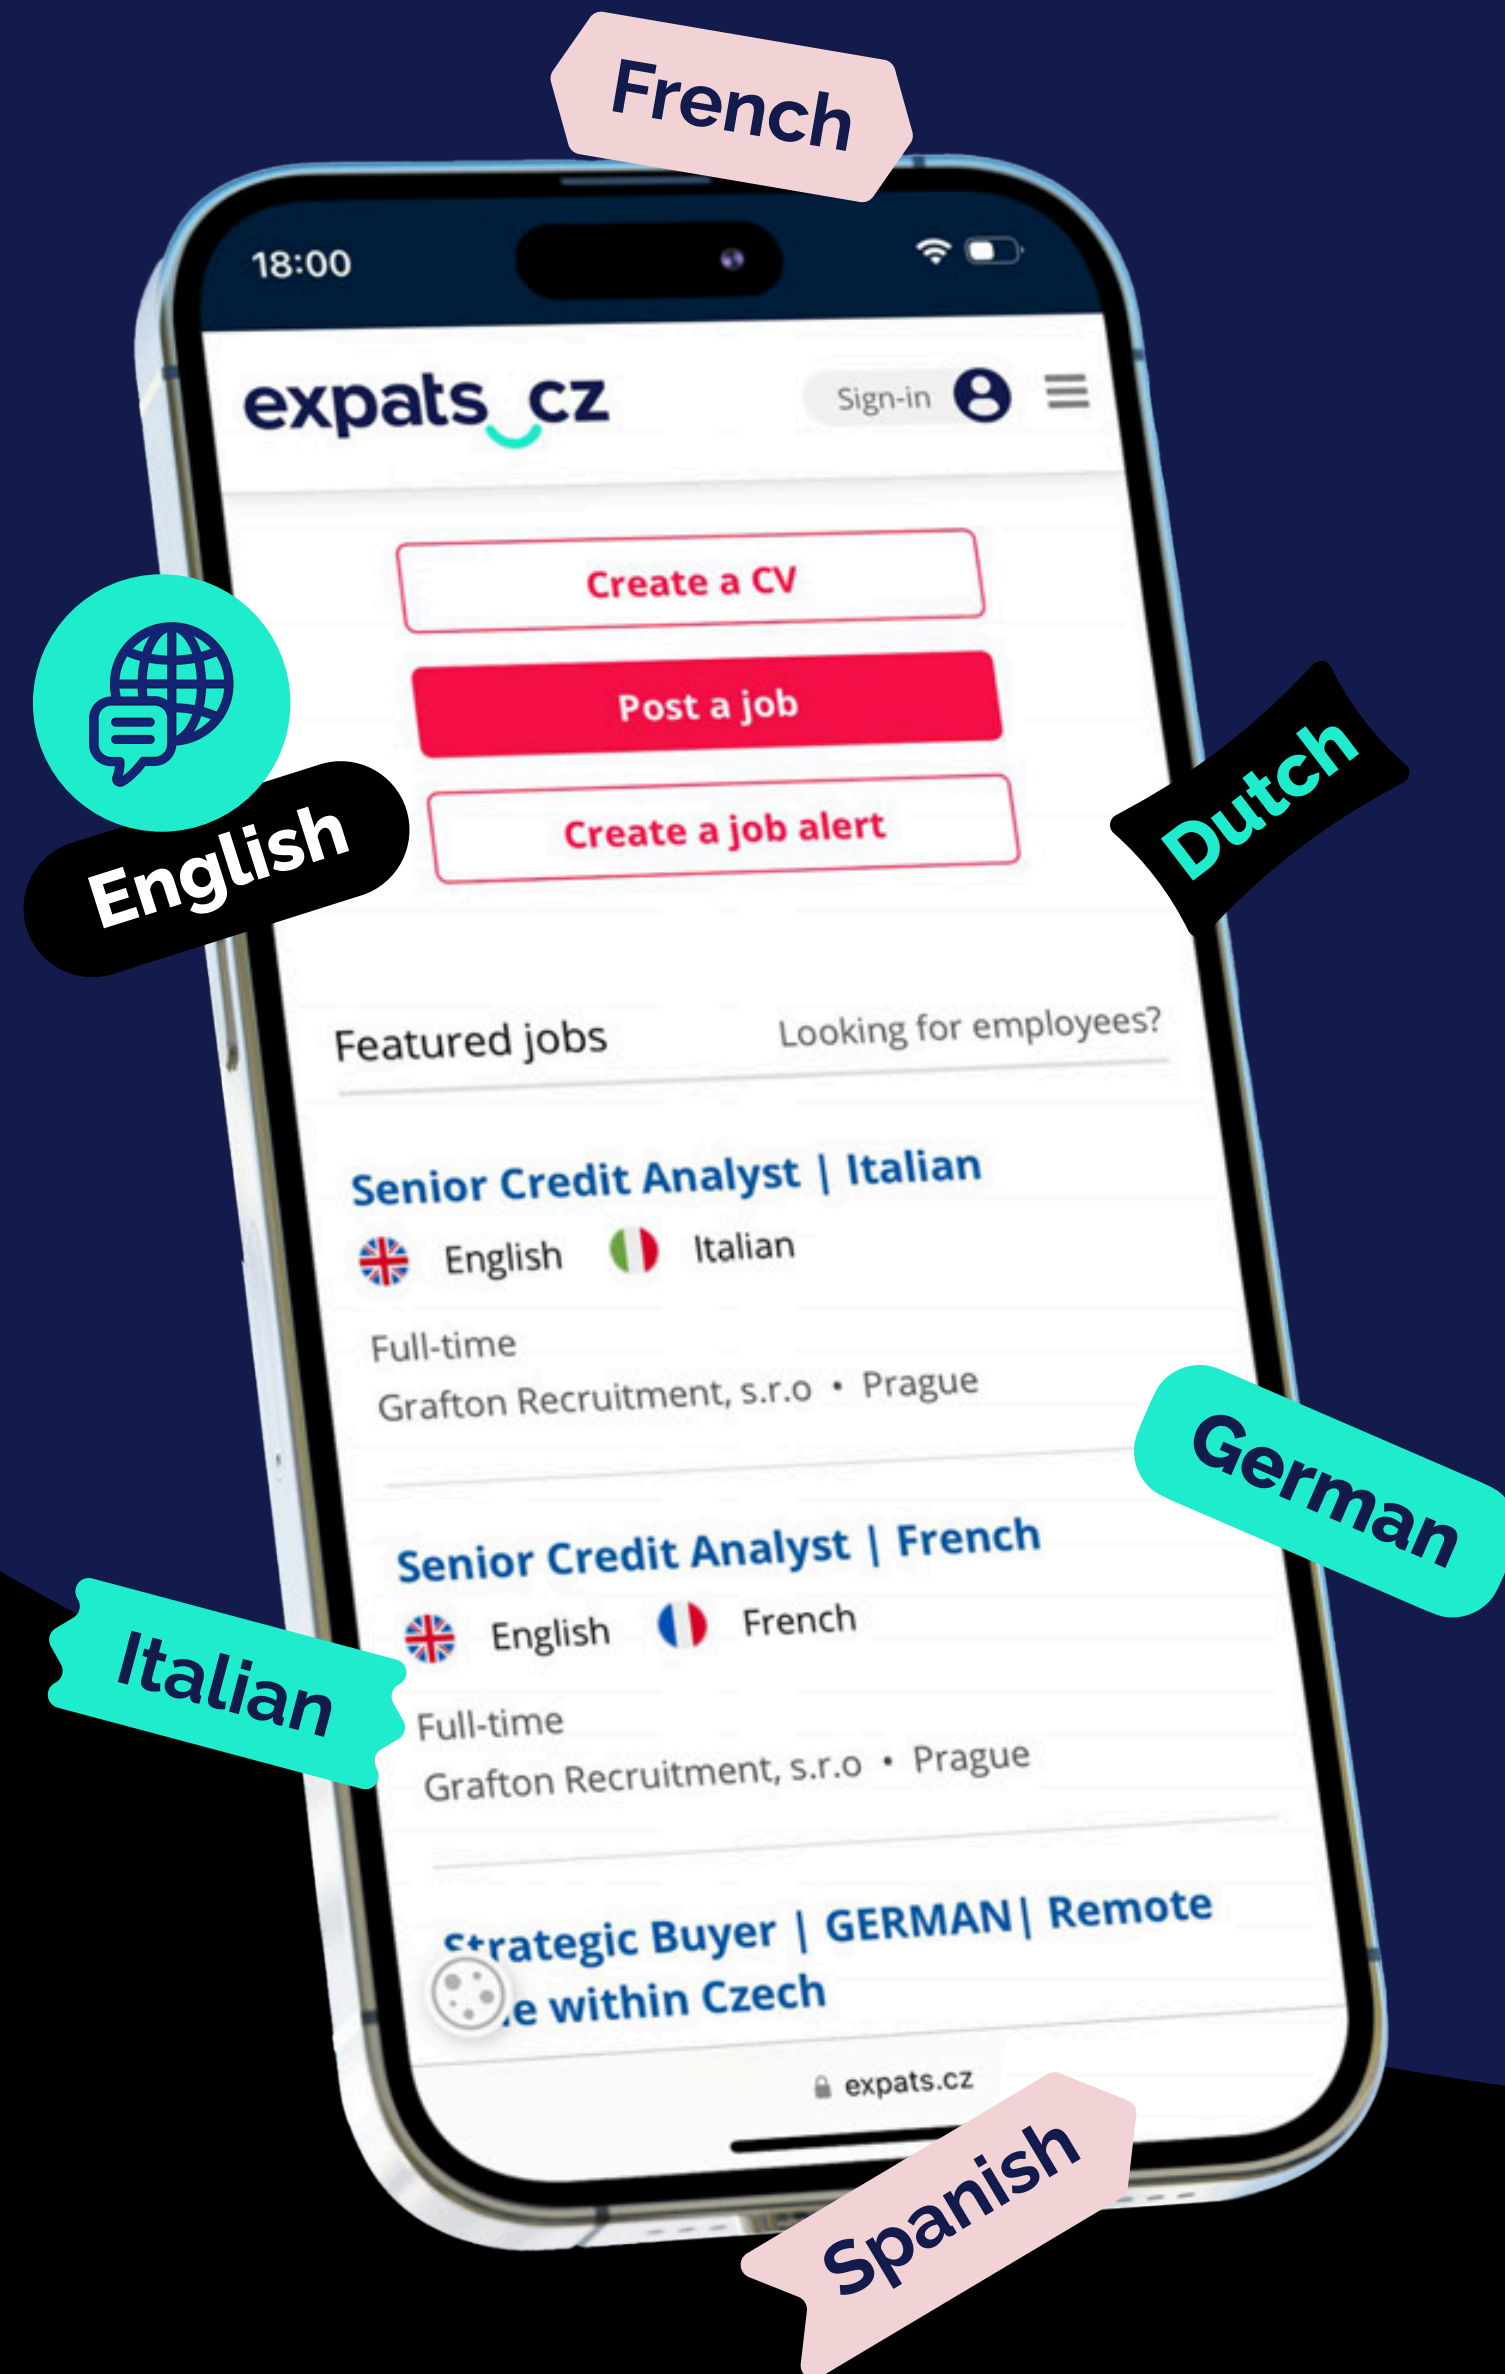 French
18:00
expats cz
Sign-in
Create a CV
Post a job
Create a job alert
English
Dutch
Featured jobs
Looking for employees?
Senior Credit Analyst | Italian
English Italian
Full-time
Grafton Recruitment, s.r.o • Prague
German
Senior Credit Analyst | French
English French
Italian
Full-time
Grafton Recruitment, s.r.o • Prague
Strategic Buyer | GERMAN| Remote
within Czech
expats.cz
Spanish